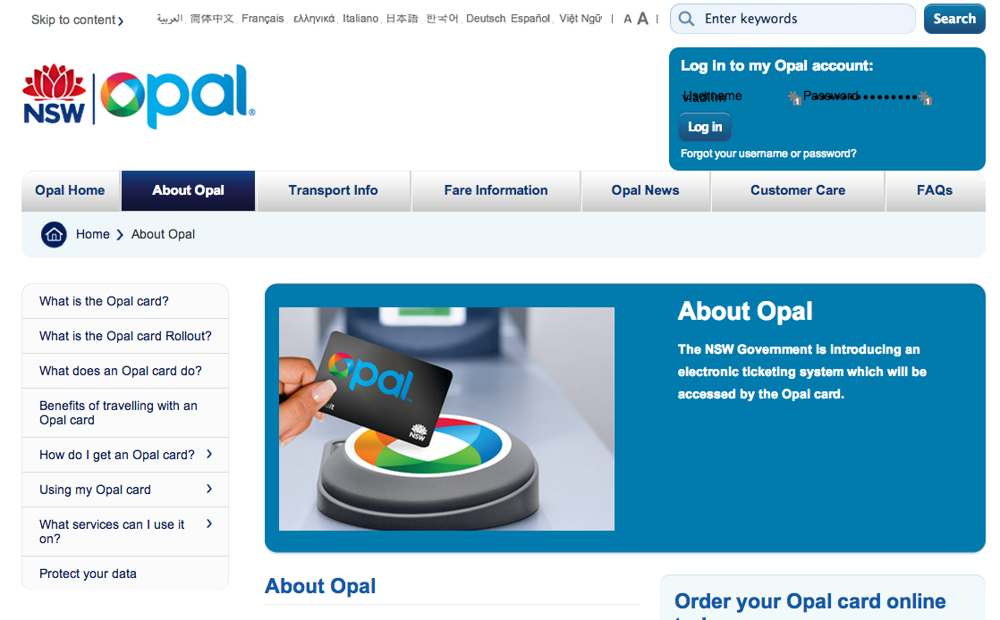 Skip to content
العربية 简体中文 Français ελληνικά Italiano 日本語 한국어 Deutsch Español Việt Ngữ | A A |
Enter keywords
Search
NSW | opal.®
Log in to my Opal account:
Username
Password
Log in
Forgot your username or password?
Opal Home
About Opal
Transport Info
Fare Information
Opal News
Customer Care
FAQs
Home
About Opal
What is the Opal card?
What is the Opal card Rollout?
What does an Opal card do?
Benefits of travelling with an
Opal card
How do I get an Opal card?
Using my Opal card
What services can I use it
on?
Protect your data
opal.
NSW
About Opal
The NSW Government is introducing an
electronic ticketing system which will be
accessed by the Opal card.
About Opal
Order your Opal card online